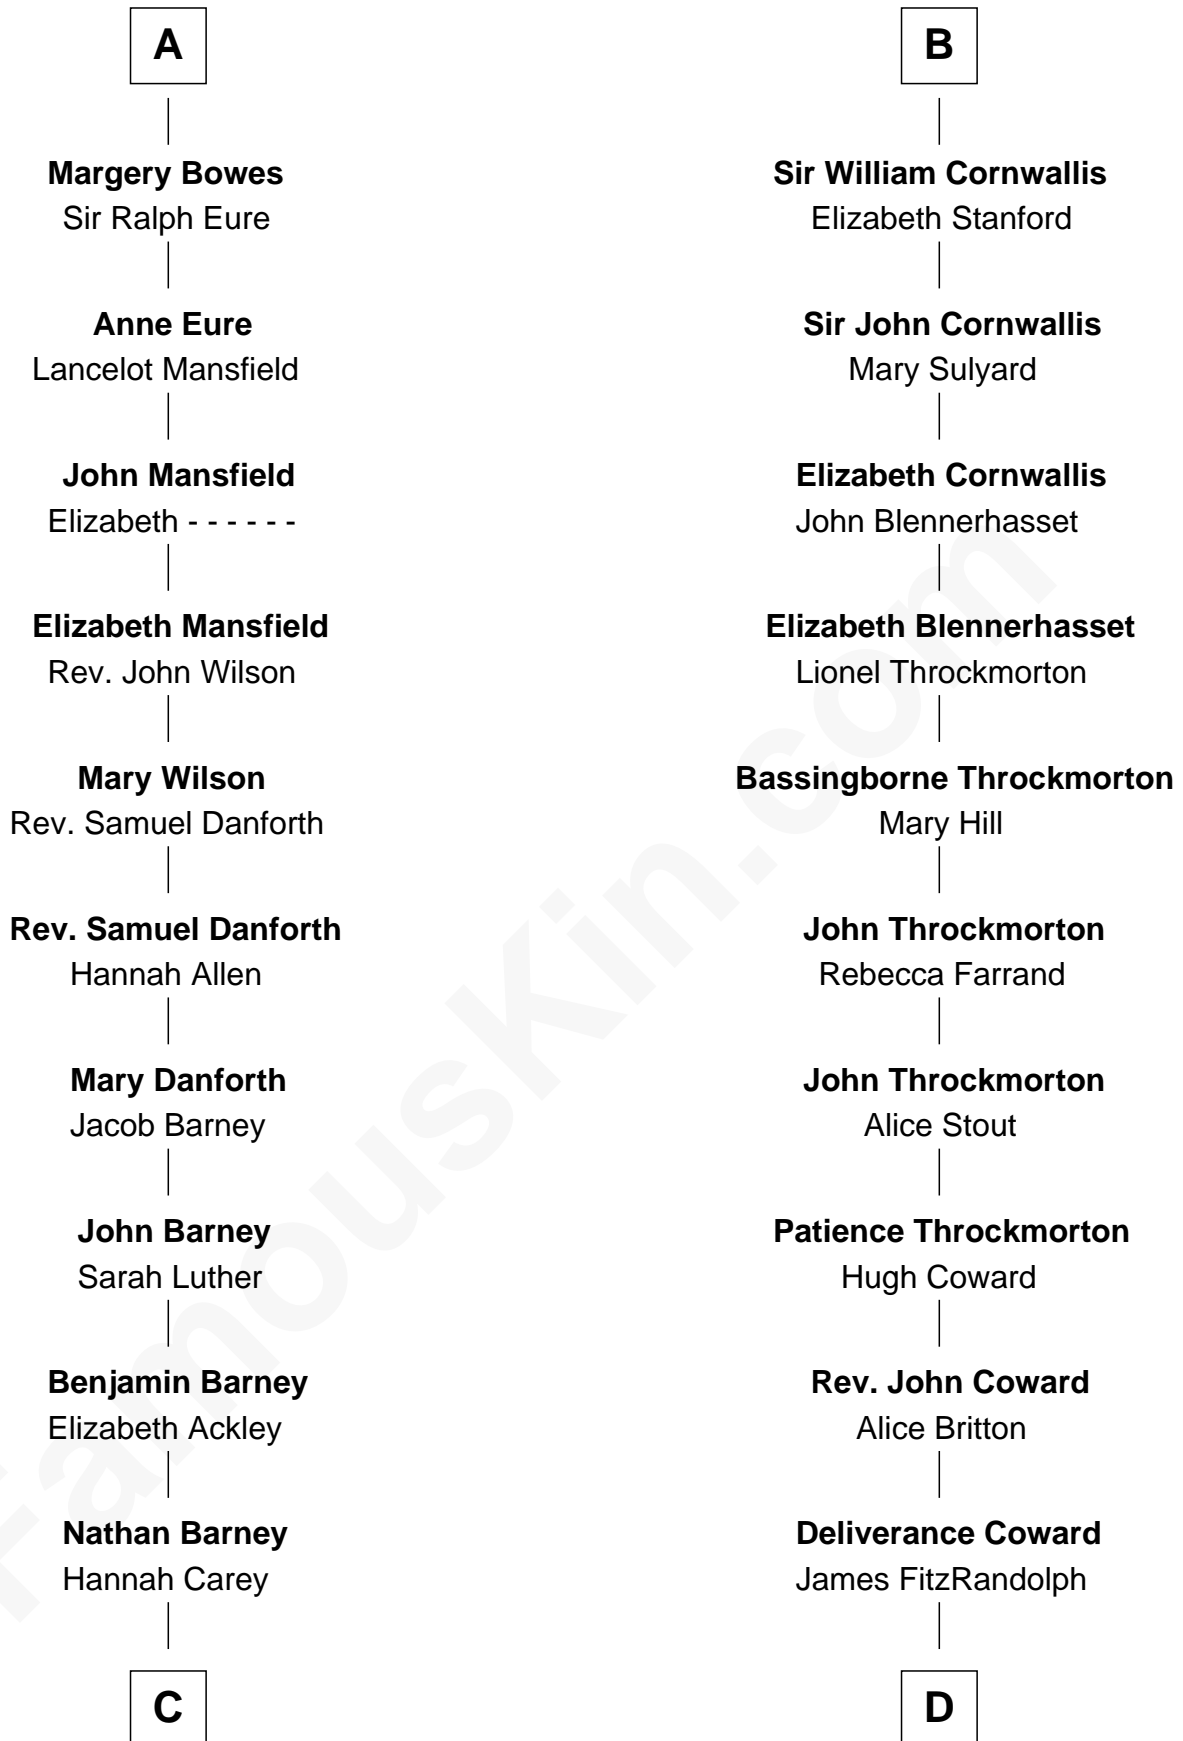 A
Margery Bowes
Sir Ralph Eure
Anne Eure
Lancelot Mansfield
John Mansfield
Elizabeth - - - - - -
Elizabeth Mansfield
Rev. John Wilson
Mary Wilson
Rev. Samuel Danforth
Rev. Samuel Danforth
Hannah Allen
Mary Danforth
Jacob Barney
John Barney
Sarah Luther
Benjamin Barney
Elizabeth Ackley
Nathan Barney
Hannah Carey
C
B
Sir William Cornwallis
Elizabeth Stanford
Sir John Cornwallis
Mary Sulyard
Elizabeth Cornwallis
John Blennerhasset
Elizabeth Blennerhasset
Lionel Throckmorton
Bassingborne Throckmorton
Mary Hill
John Throckmorton
Rebecca Farrand
John Throckmorton
Alice Stout
Patience Throckmorton
Hugh Coward
Rev. John Coward
Alice Britton
Deliverance Coward
James FitzRandolph
D
FamousKin.com